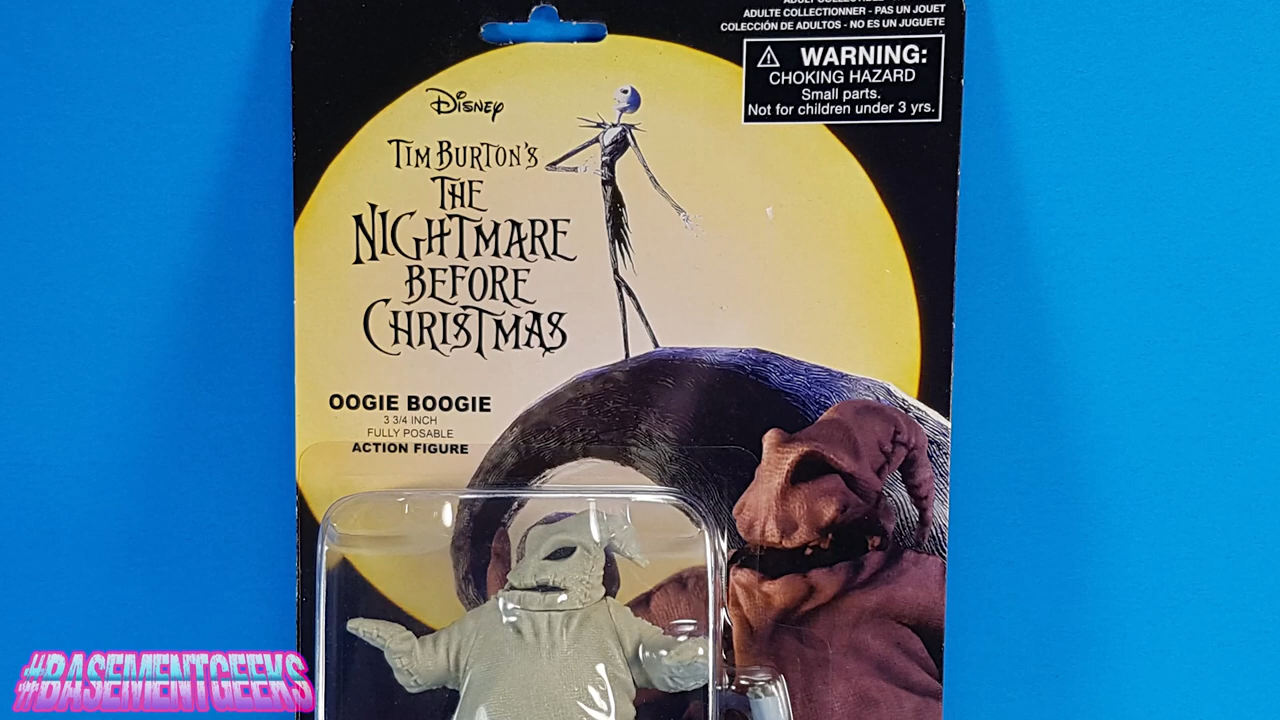 ADULTE COLLECTIONNER - PAS UN JOUET
COLECCIÓN DE ADULTOS - NO ES UN JUGUETE
⚠ WARNING:
CHOKING HAZARD
Small parts.
Not for children under 3 yrs.
Disney
TIM BURTON'S
THE
NIGHTMARE
BEFORE
CHRISTMAS
OOGIE BOOGIE
3 3/4 INCH
FULLY POSABLE
ACTION FIGURE
#BASEMENTGEEKS